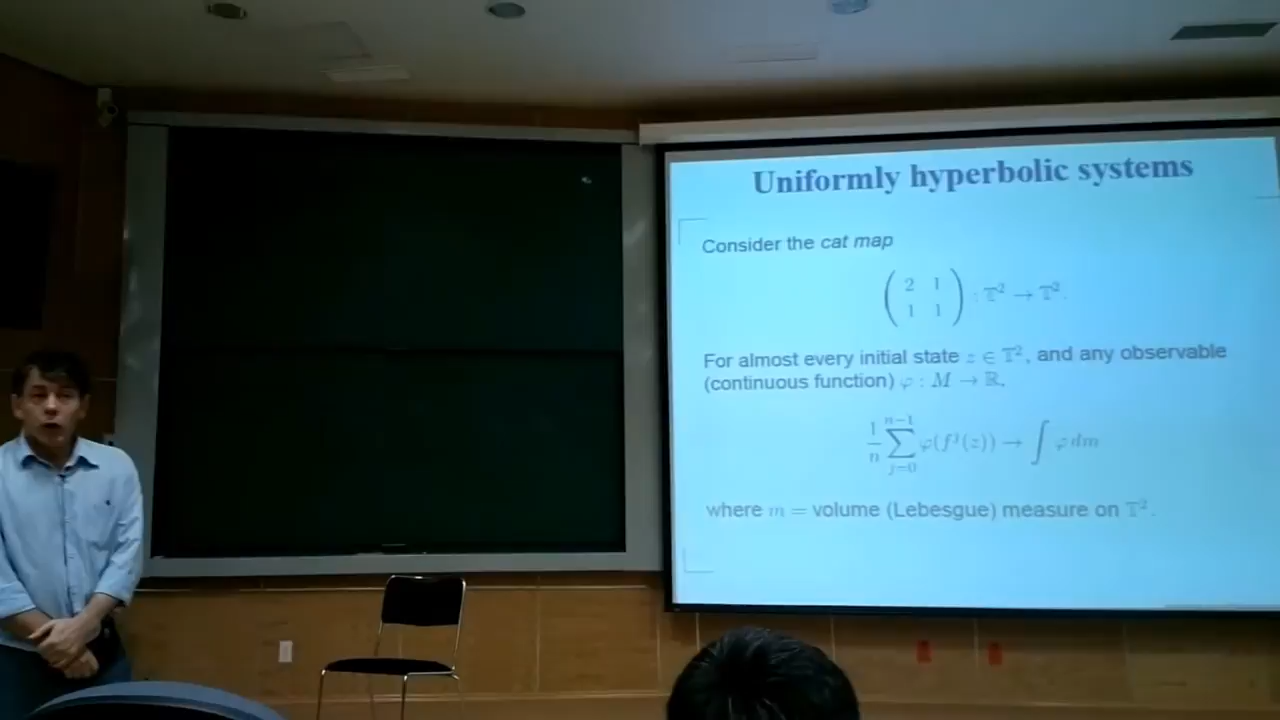 Uniformly hyperbolic systems
Consider the cat map
( 2 1
1 1 ) : 𝕋² → 𝕋².
For almost every initial state z ∈ 𝕋², and any observable
(continuous function) φ : M → ℝ,
1/n ∑_{j=0}^{n−1} φ(f^j(z)) → ∫ φ dm
where m = volume (Lebesgue) measure on 𝕋².